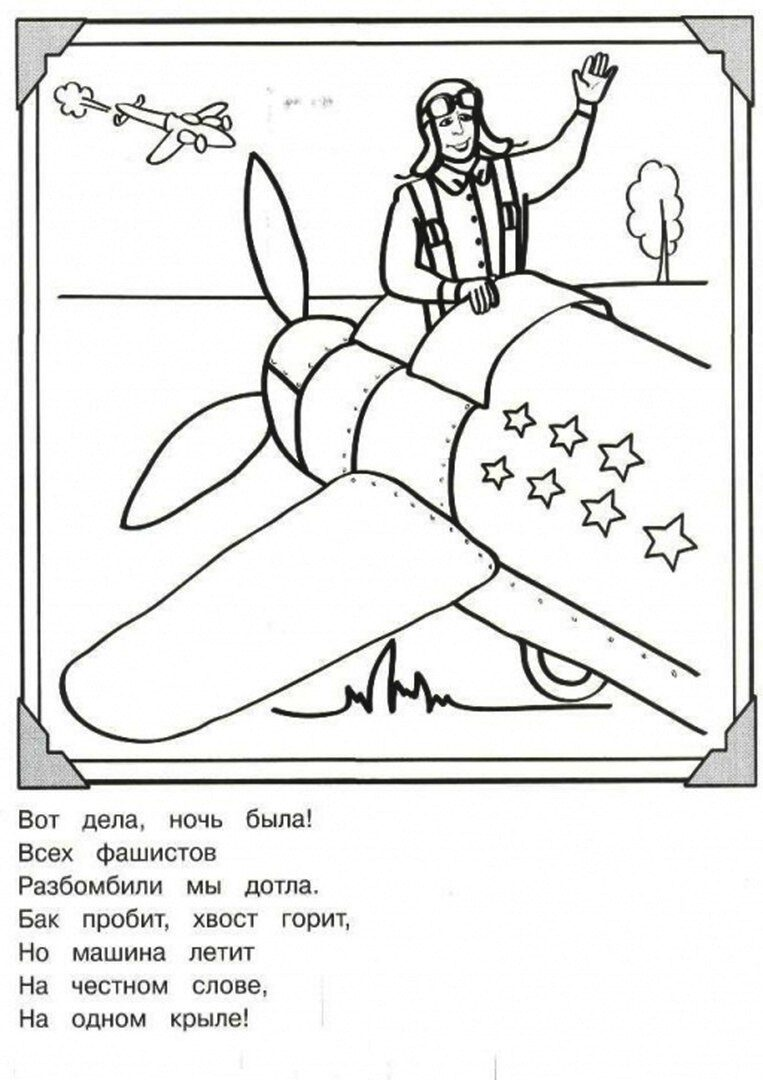 Вот дела, ночь была!
Всех фашистов
Разбомбили мы дотла.
Бак пробит, хвост горит,
Но машина летит
На честном слове,
На одном крыле!